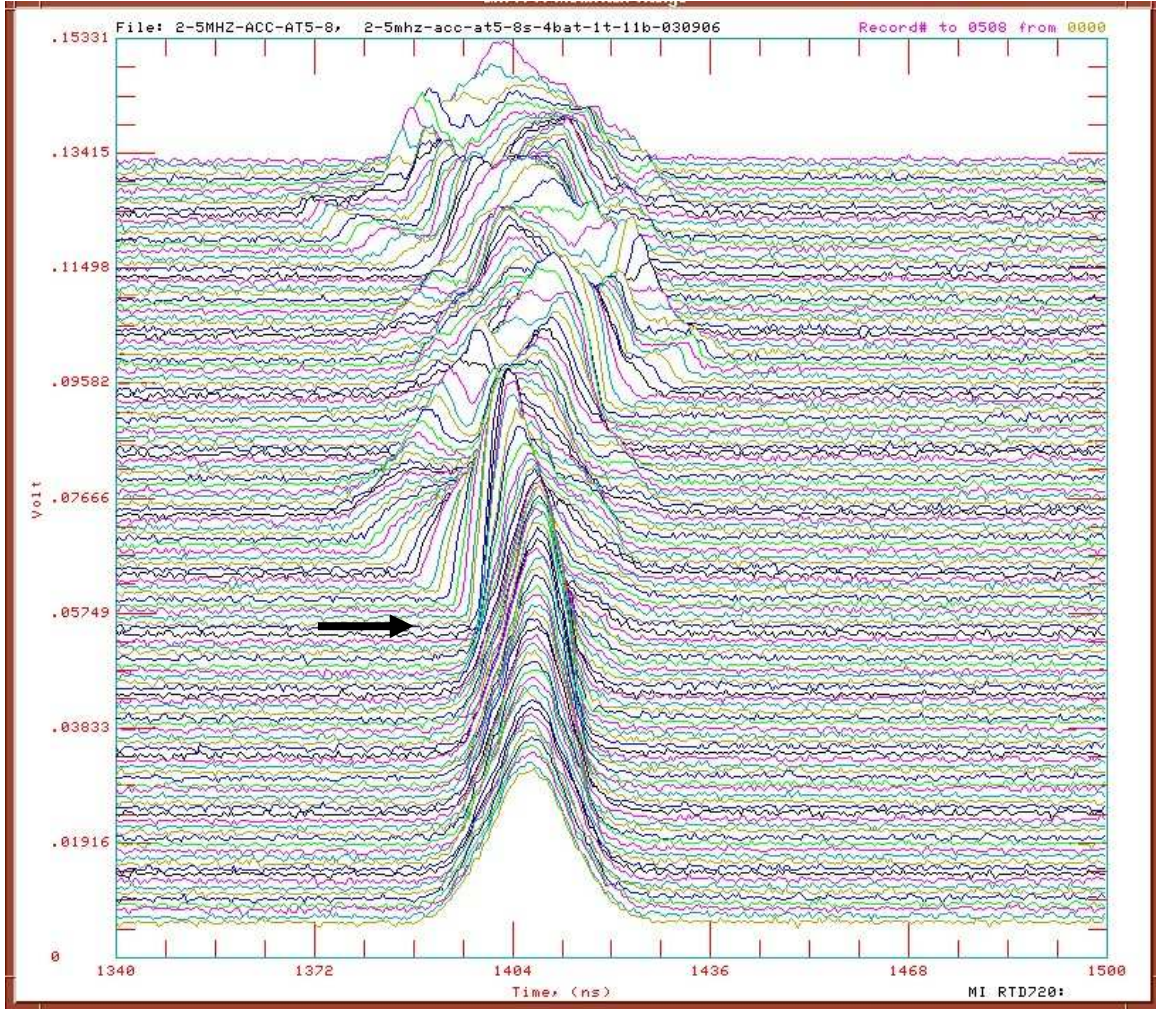 File: 2-5MHZ-ACC-AT5-8, 2-5mhz-acc-at5-8s-4bat-1t-11b-030906 Record# to 0508 from 0000
.15331
.13415
.11498
.09582
.07666
.05749
.03833
.01916
0
Volt
1340 1372 1404 1436 1468 1500
Time, (ns)
MI RTD720: